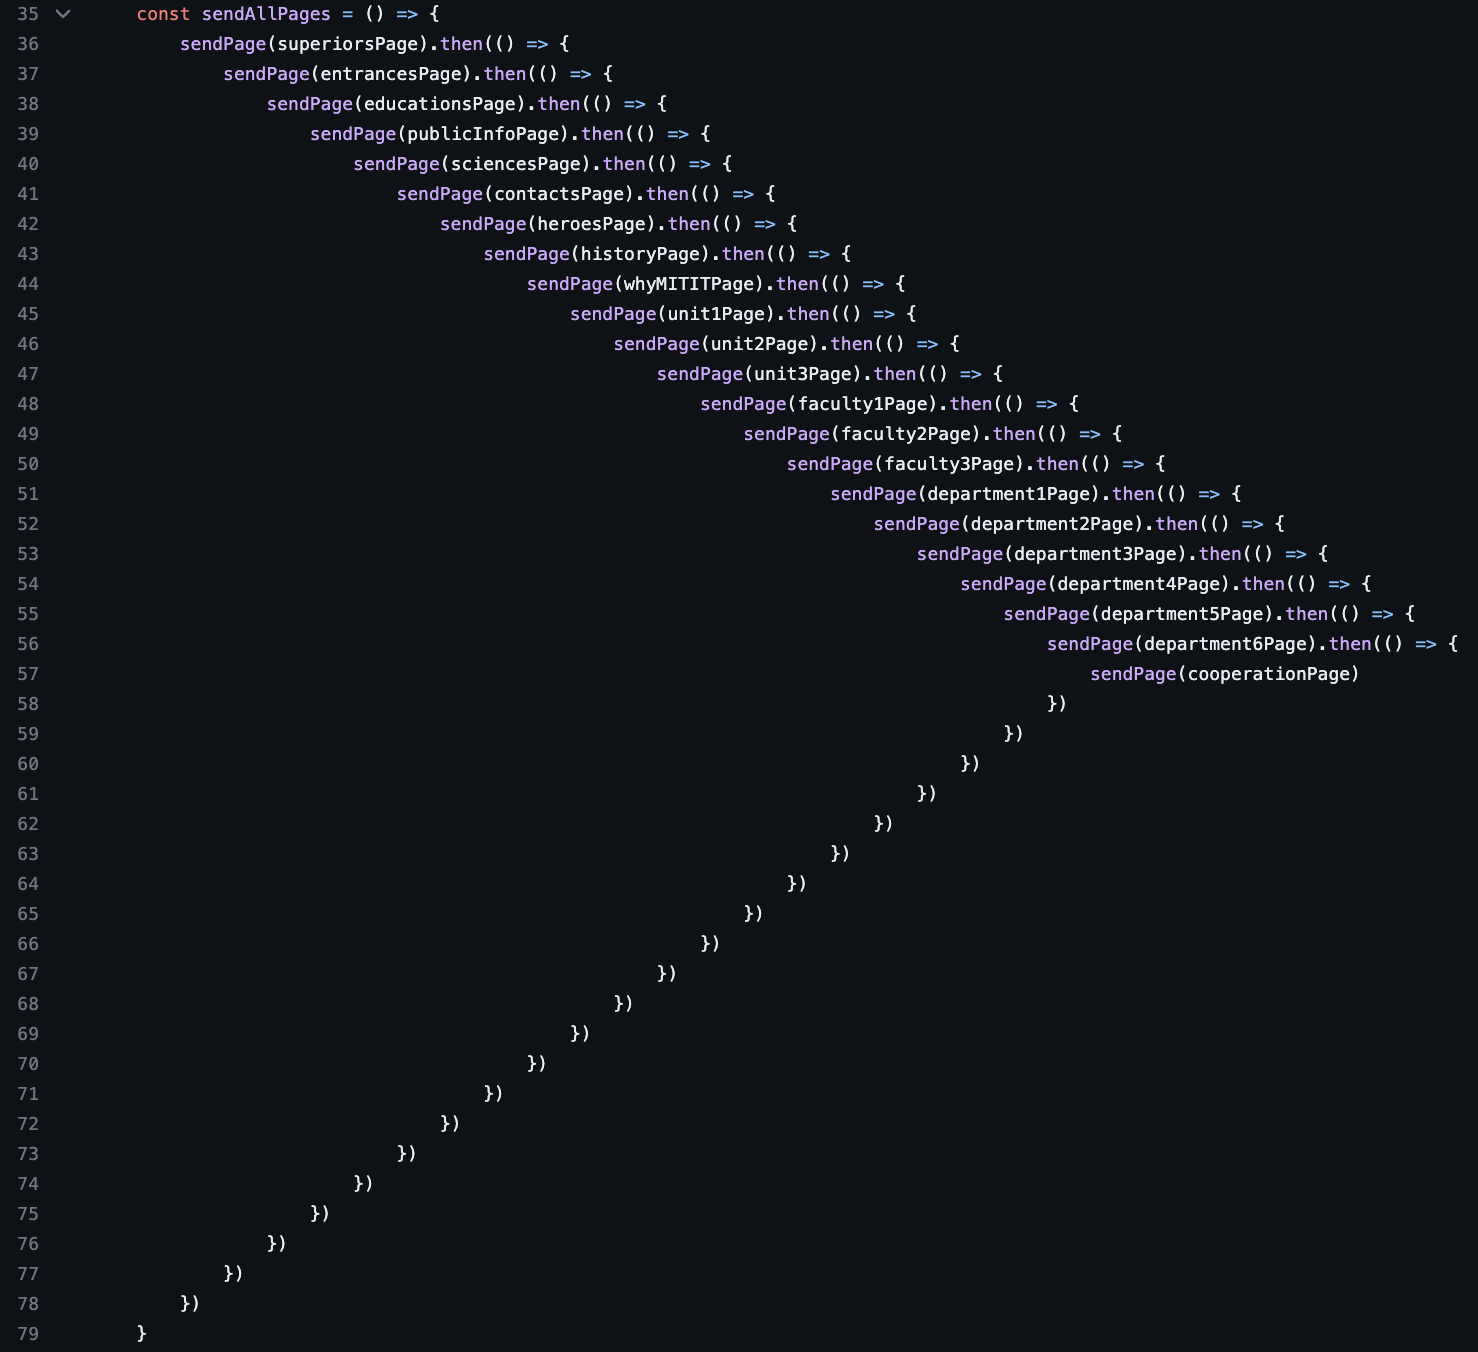 35 const sendAllPages = () => {
36 sendPage(superiorsPage).then(() => {
37 sendPage(entrancesPage).then(() => {
38 sendPage(educationsPage).then(() => {
39 sendPage(publicInfoPage).then(() => {
40 sendPage(sciencesPage).then(() => {
41 sendPage(contactsPage).then(() => {
42 sendPage(heroesPage).then(() => {
43 sendPage(historyPage).then(() => {
44 sendPage(whyMITITPage).then(() => {
45 sendPage(unit1Page).then(() => {
46 sendPage(unit2Page).then(() => {
47 sendPage(unit3Page).then(() => {
48 sendPage(faculty1Page).then(() => {
49 sendPage(faculty2Page).then(() => {
50 sendPage(faculty3Page).then(() => {
51 sendPage(department1Page).then(() => {
52 sendPage(department2Page).then(() => {
53 sendPage(department3Page).then(() => {
54 sendPage(department4Page).then(() => {
55 sendPage(department5Page).then(() => {
56 sendPage(department6Page).then(() => {
57 sendPage(cooperationPage)
58 })
59 })
60 })
61 })
62 })
63 })
64 })
65 })
66 })
67 })
68 })
69 })
70 })
71 })
72 })
73 })
74 })
75 })
76 })
77 })
78 })
79 }